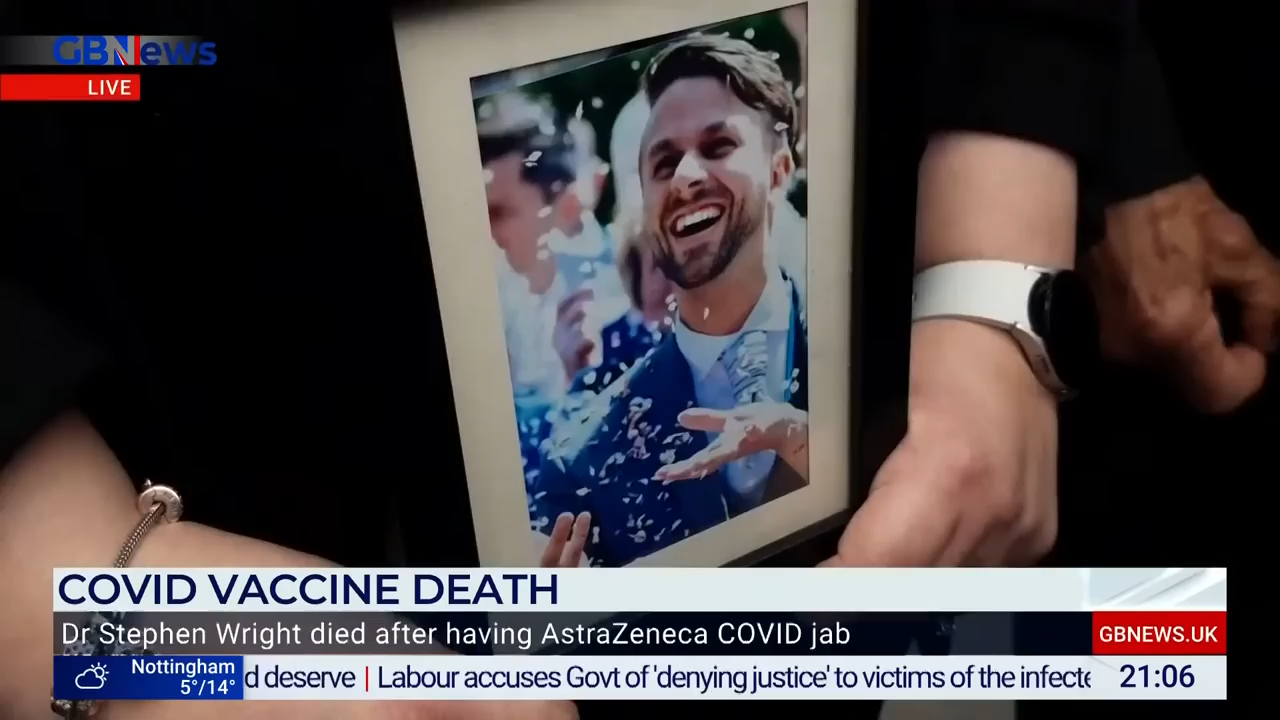 GBNews
LIVE
COVID VACCINE DEATH
Dr Stephen Wright died after having AstraZeneca COVID jab
GBNEWS.UK
Nottingham
5°/14°
d deserve | Labour accuses Govt of 'denying justice' to victims of the infecte
21:06